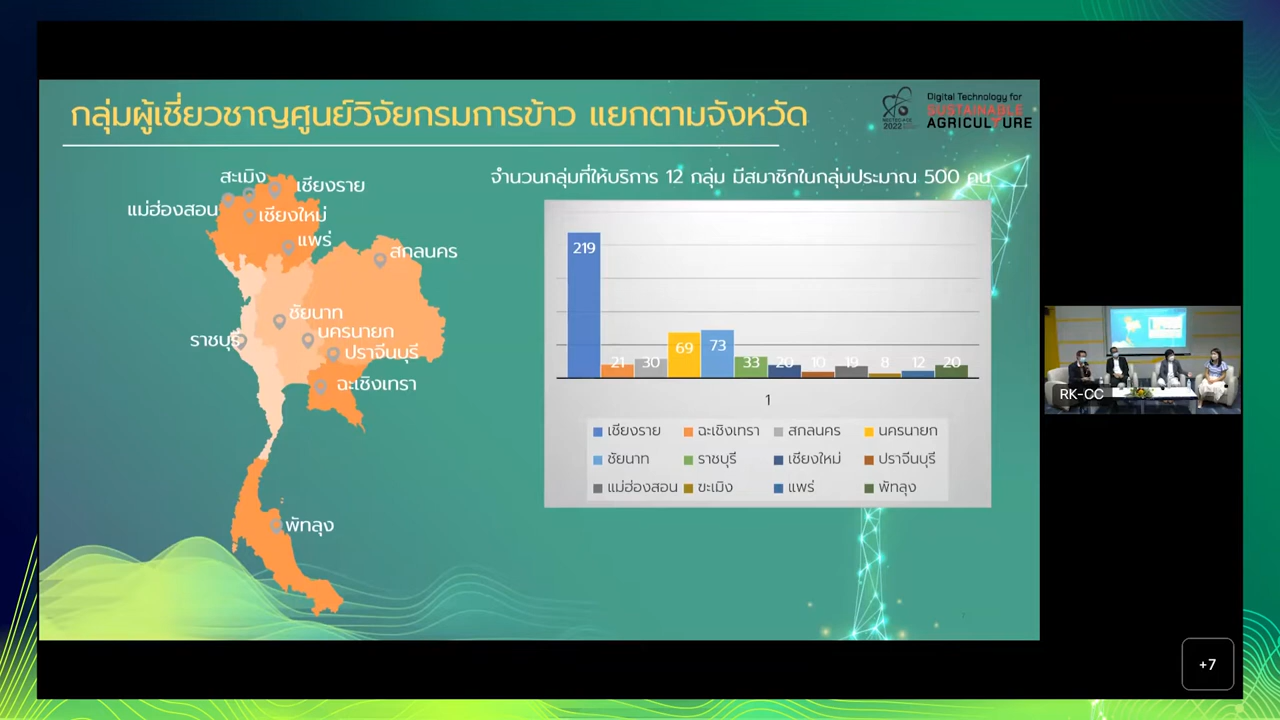 กลุ่มผู้เชี่ยวชาญศูนย์วิจัยกรมการข้าว แยกตามจังหวัด
2022
Digital Technology for
SUSTAINABLE
AGRICULTURE
สะเมิง
เชียงราย
แม่ฮ่องสอน
เชียงใหม่
แพร่
สกลนคร
ชัยนาท
นครนายก
ราชบุรี
ปราจีนบุรี
ฉะเชิงเทรา
พัทลุง
จำนวนกลุ่มที่ให้บริการ 12 กลุ่ม มีสมาชิกในกลุ่มประมาณ 500 คน
219 21 30 69 73 33 20 10 19 8 12 20
1
เชียงราย ฉะเชิงเทรา สกลนคร นครนายก
ชัยนาท ราชบุรี เชียงใหม่ ปราจีนบุรี
แม่ฮ่องสอน ขะเมิง แพร่ พัทลุง
7
RK-CC
+7